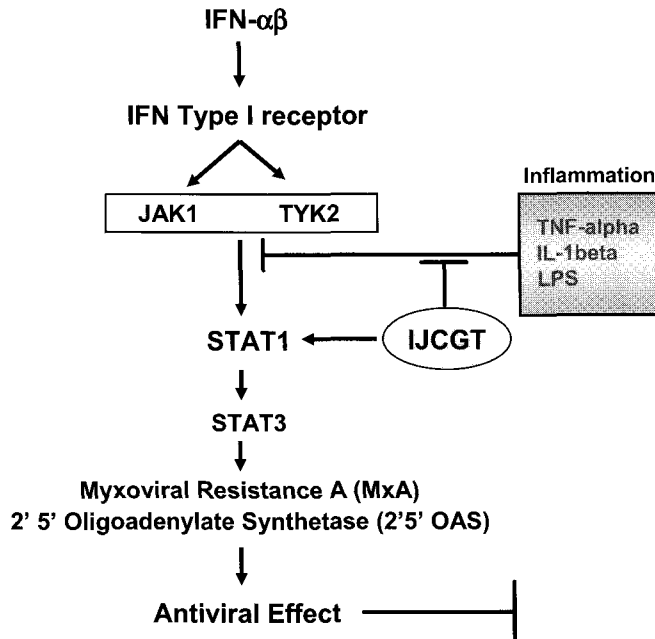 IFN-αβ
IFN Type I receptor
JAK1 TYK2
Inflammation
TNF-alpha
IL-1beta
LPS
STAT1
IJCGT
STAT3
Myxoviral Resistance A (MxA)
2' 5' Oligoadenylate Synthetase (2'5' OAS)
Antiviral Effect